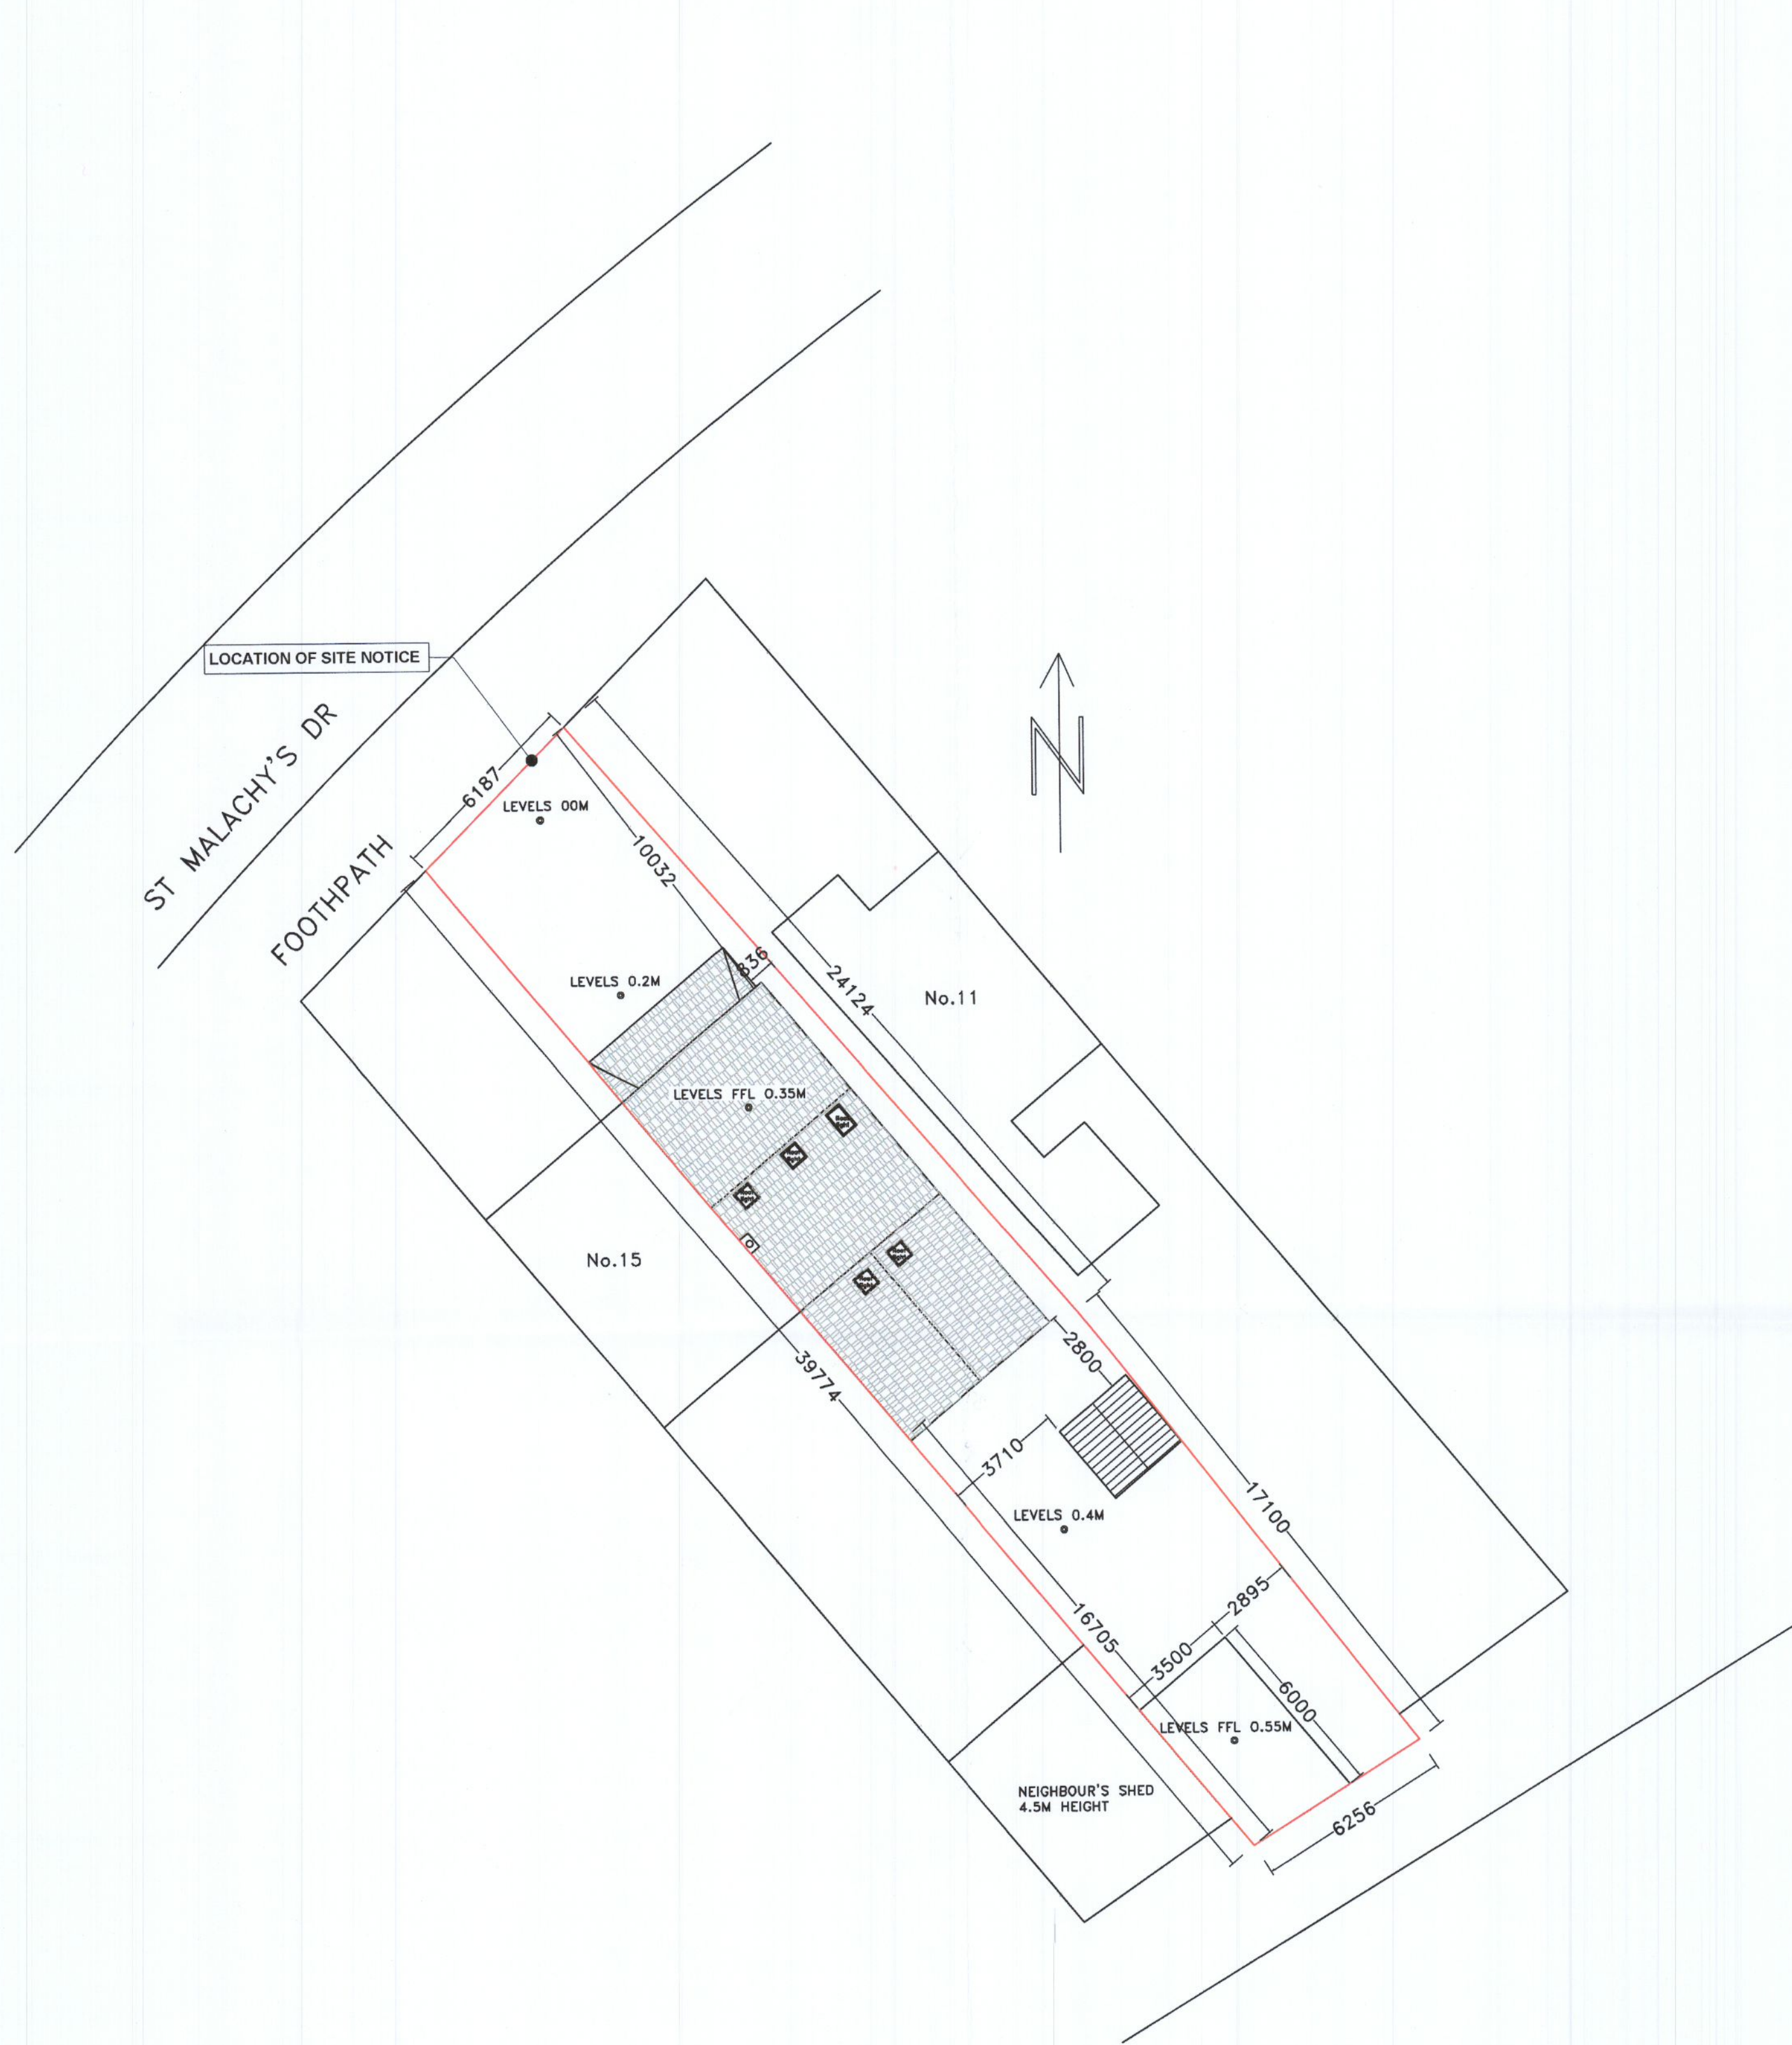 LOCATION OF SITE NOTICE
N
ST MALACHY'S DR
FOOTHPATH
6187
LEVELS 00M
10032
836
LEVELS 0.2M
24124
No.11
LEVELS FFL 0.35M
No.15
39774
2800
3710
LEVELS 0.4M
17100
16705
2895
3500
6000
LEVELS FFL 0.55M
NEIGHBOUR'S SHED
4.5M HEIGHT
6256